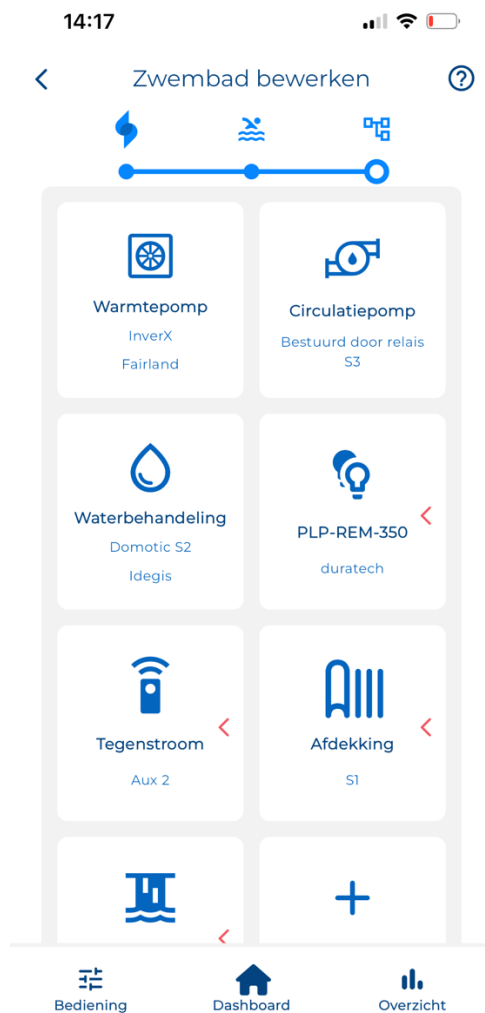 14:17
Zwembad bewerken
Warmtepomp
InverX
Fairland
Circulatiepomp
Bestuurd door relais
S3
Waterbehandeling
Domotic S2
Idegis
PLP-REM-350
duratech
Tegenstroom
Aux 2
Afdekking
S1
Bediening
Dashboard
Overzicht